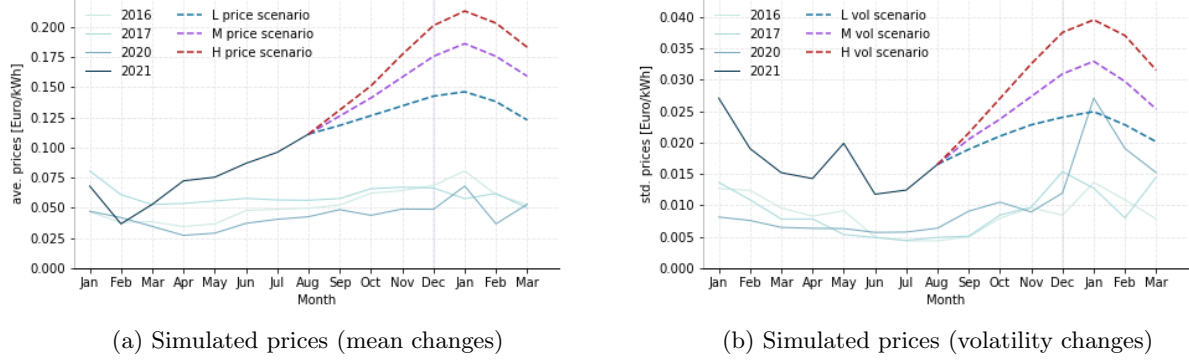 0.200
0.175
0.150
0.125
0.100
0.075
0.050
0.025
0.000
ave. prices [Euro/kWh]
2016
2017
2020
2021
L price scenario
M price scenario
H price scenario
Jan Feb Mar Apr May Jun Jul Aug Sep Oct Nov Dec Jan Feb Mar
Month
(a) Simulated prices (mean changes)
0.040
0.035
0.030
0.025
0.020
0.015
0.010
0.005
0.000
std. prices [Euro/kWh]
2016
2017
2020
2021
L vol scenario
M vol scenario
H vol scenario
Jan Feb Mar Apr May Jun Jul Aug Sep Oct Nov Dec Jan Feb Mar
Month
(b) Simulated prices (volatility changes)